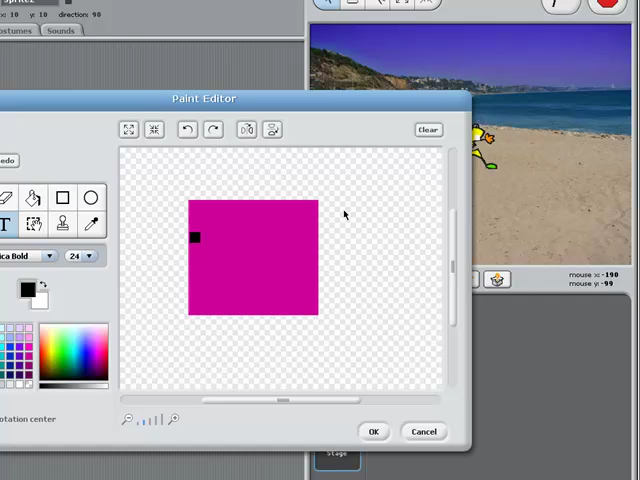 x: 10 y: 10 direction: 90
ostumes Sounds
Paint Editor
Clear
edo
T
ica Bold 24
mouse x: -190
mouse y: -99
otation center
OK Cancel
Stage